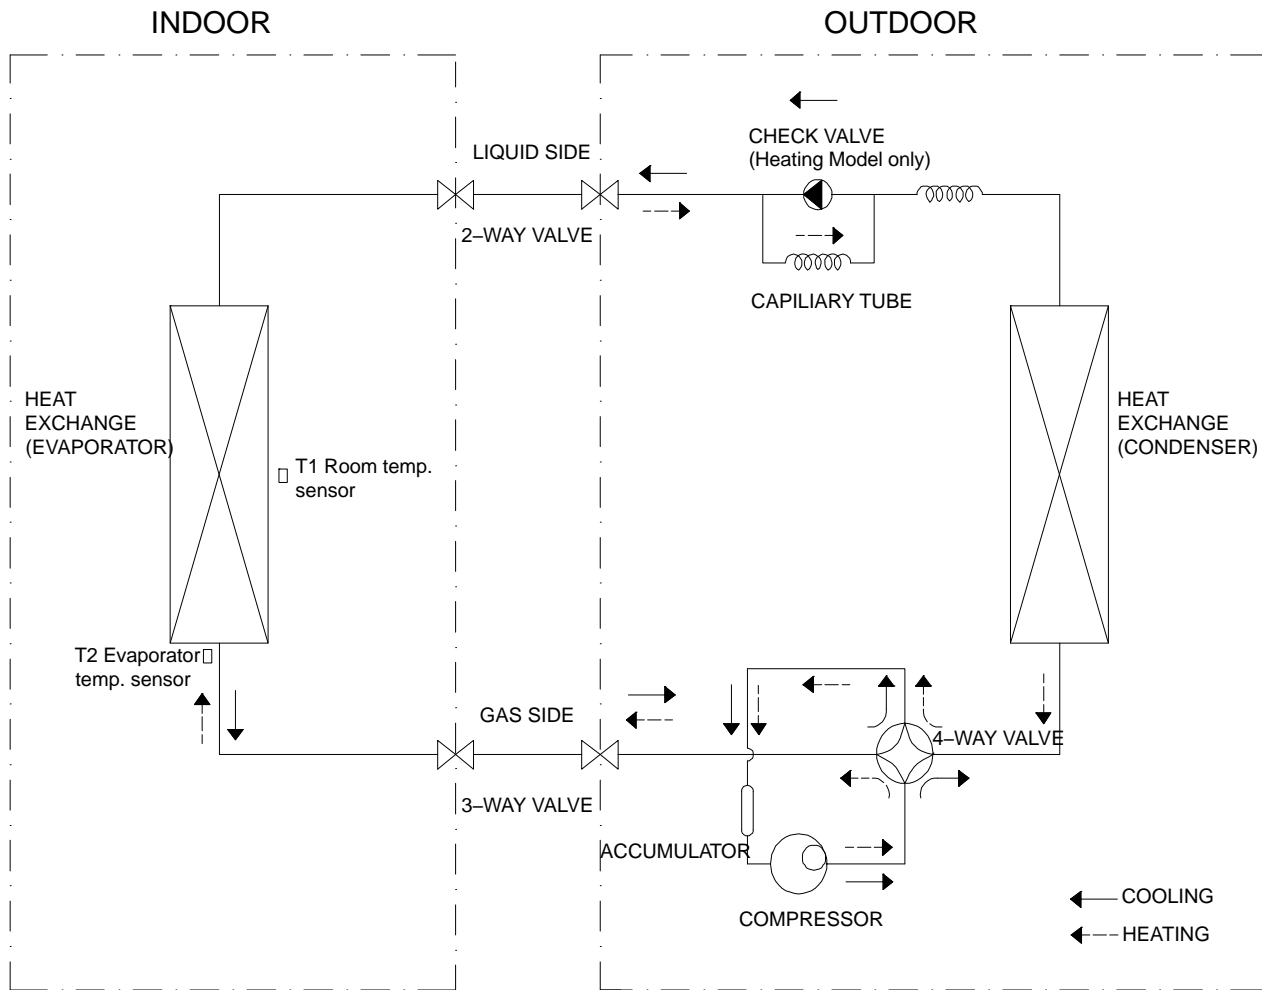 INDOOR
OUTDOOR
CHECK VALVE
(Heating Model only)
LIQUID SIDE
2–WAY VALVE
CAPILIARY TUBE
HEAT
EXCHANGE
(EVAPORATOR)
T1 Room temp.
sensor
HEAT
EXCHANGE
(CONDENSER)
T2 Evaporator
temp. sensor
GAS SIDE
3–WAY VALVE
4–WAY VALVE
ACCUMULATOR
COMPRESSOR
COOLING
HEATING